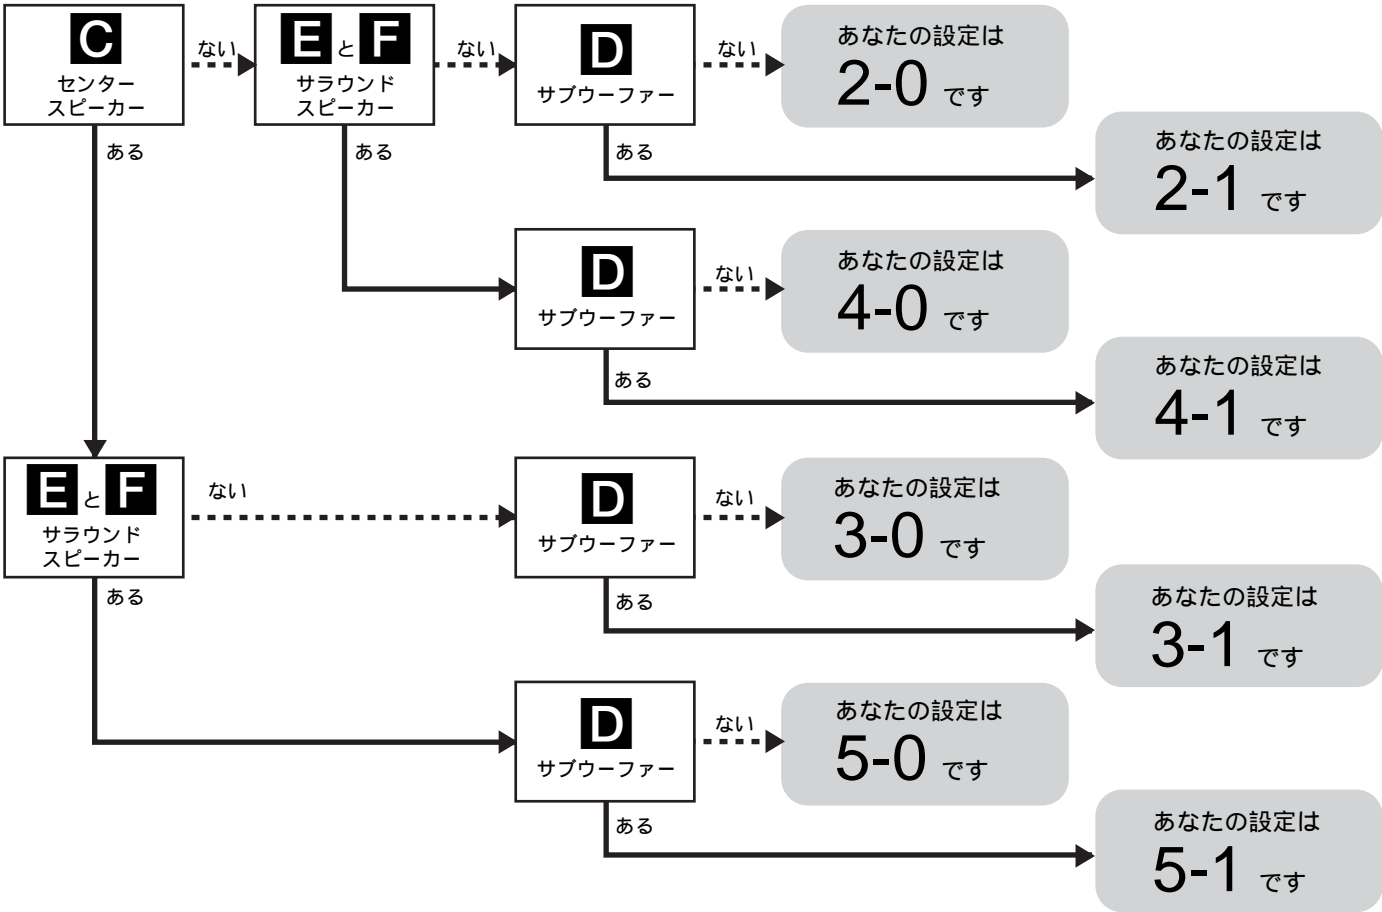 C
センター
スピーカー
ない
E と F
サラウンド
スピーカー
ない
D
サブウーファー
ない
あなたの設定は
2-0 です
ある
ある
ある
あなたの設定は
2-1 です
D
サブウーファー
ない
あなたの設定は
4-0 です
ある
あなたの設定は
4-1 です
E と F
サラウンド
スピーカー
ない
D
サブウーファー
ない
あなたの設定は
3-0 です
ある
ある
あなたの設定は
3-1 です
D
サブウーファー
ない
あなたの設定は
5-0 です
ある
あなたの設定は
5-1 です